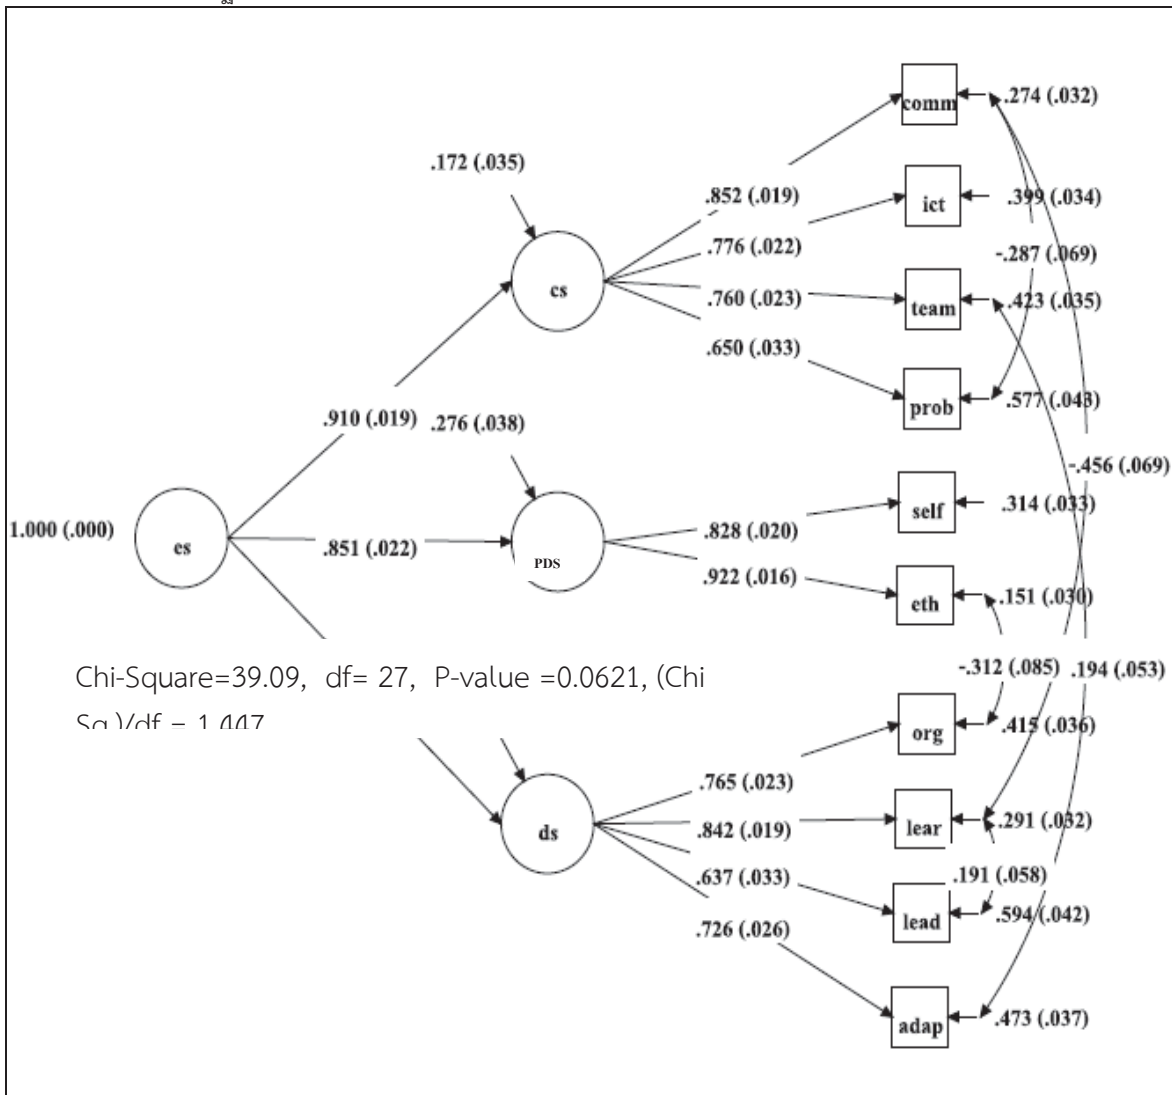 comm
.274 (.032)
.172 (.035)
.852 (.019)
ict
.399 (.034)
.776 (.022)
-.287 (.069)
cs
.760 (.023)
team
.423 (.035)
.650 (.033)
prob
.577 (.043)
.910 (.019)
.276 (.038)
-.456 (.069)
self
.314 (.033)
1.000 (.000)
es
.851 (.022)
PDS
.828 (.020)
.922 (.016)
eth
.151 (.030)
Chi-Square=39.09, df= 27, P-value =0.0621, (Chi
Sq.)/df = 1.447
-.312 (.085)
.194 (.053)
org
.415 (.036)
.765 (.023)
ds
.842 (.019)
lear
.291 (.032)
.637 (.033)
.191 (.058)
lead
.594 (.042)
.726 (.026)
adap
.473 (.037)